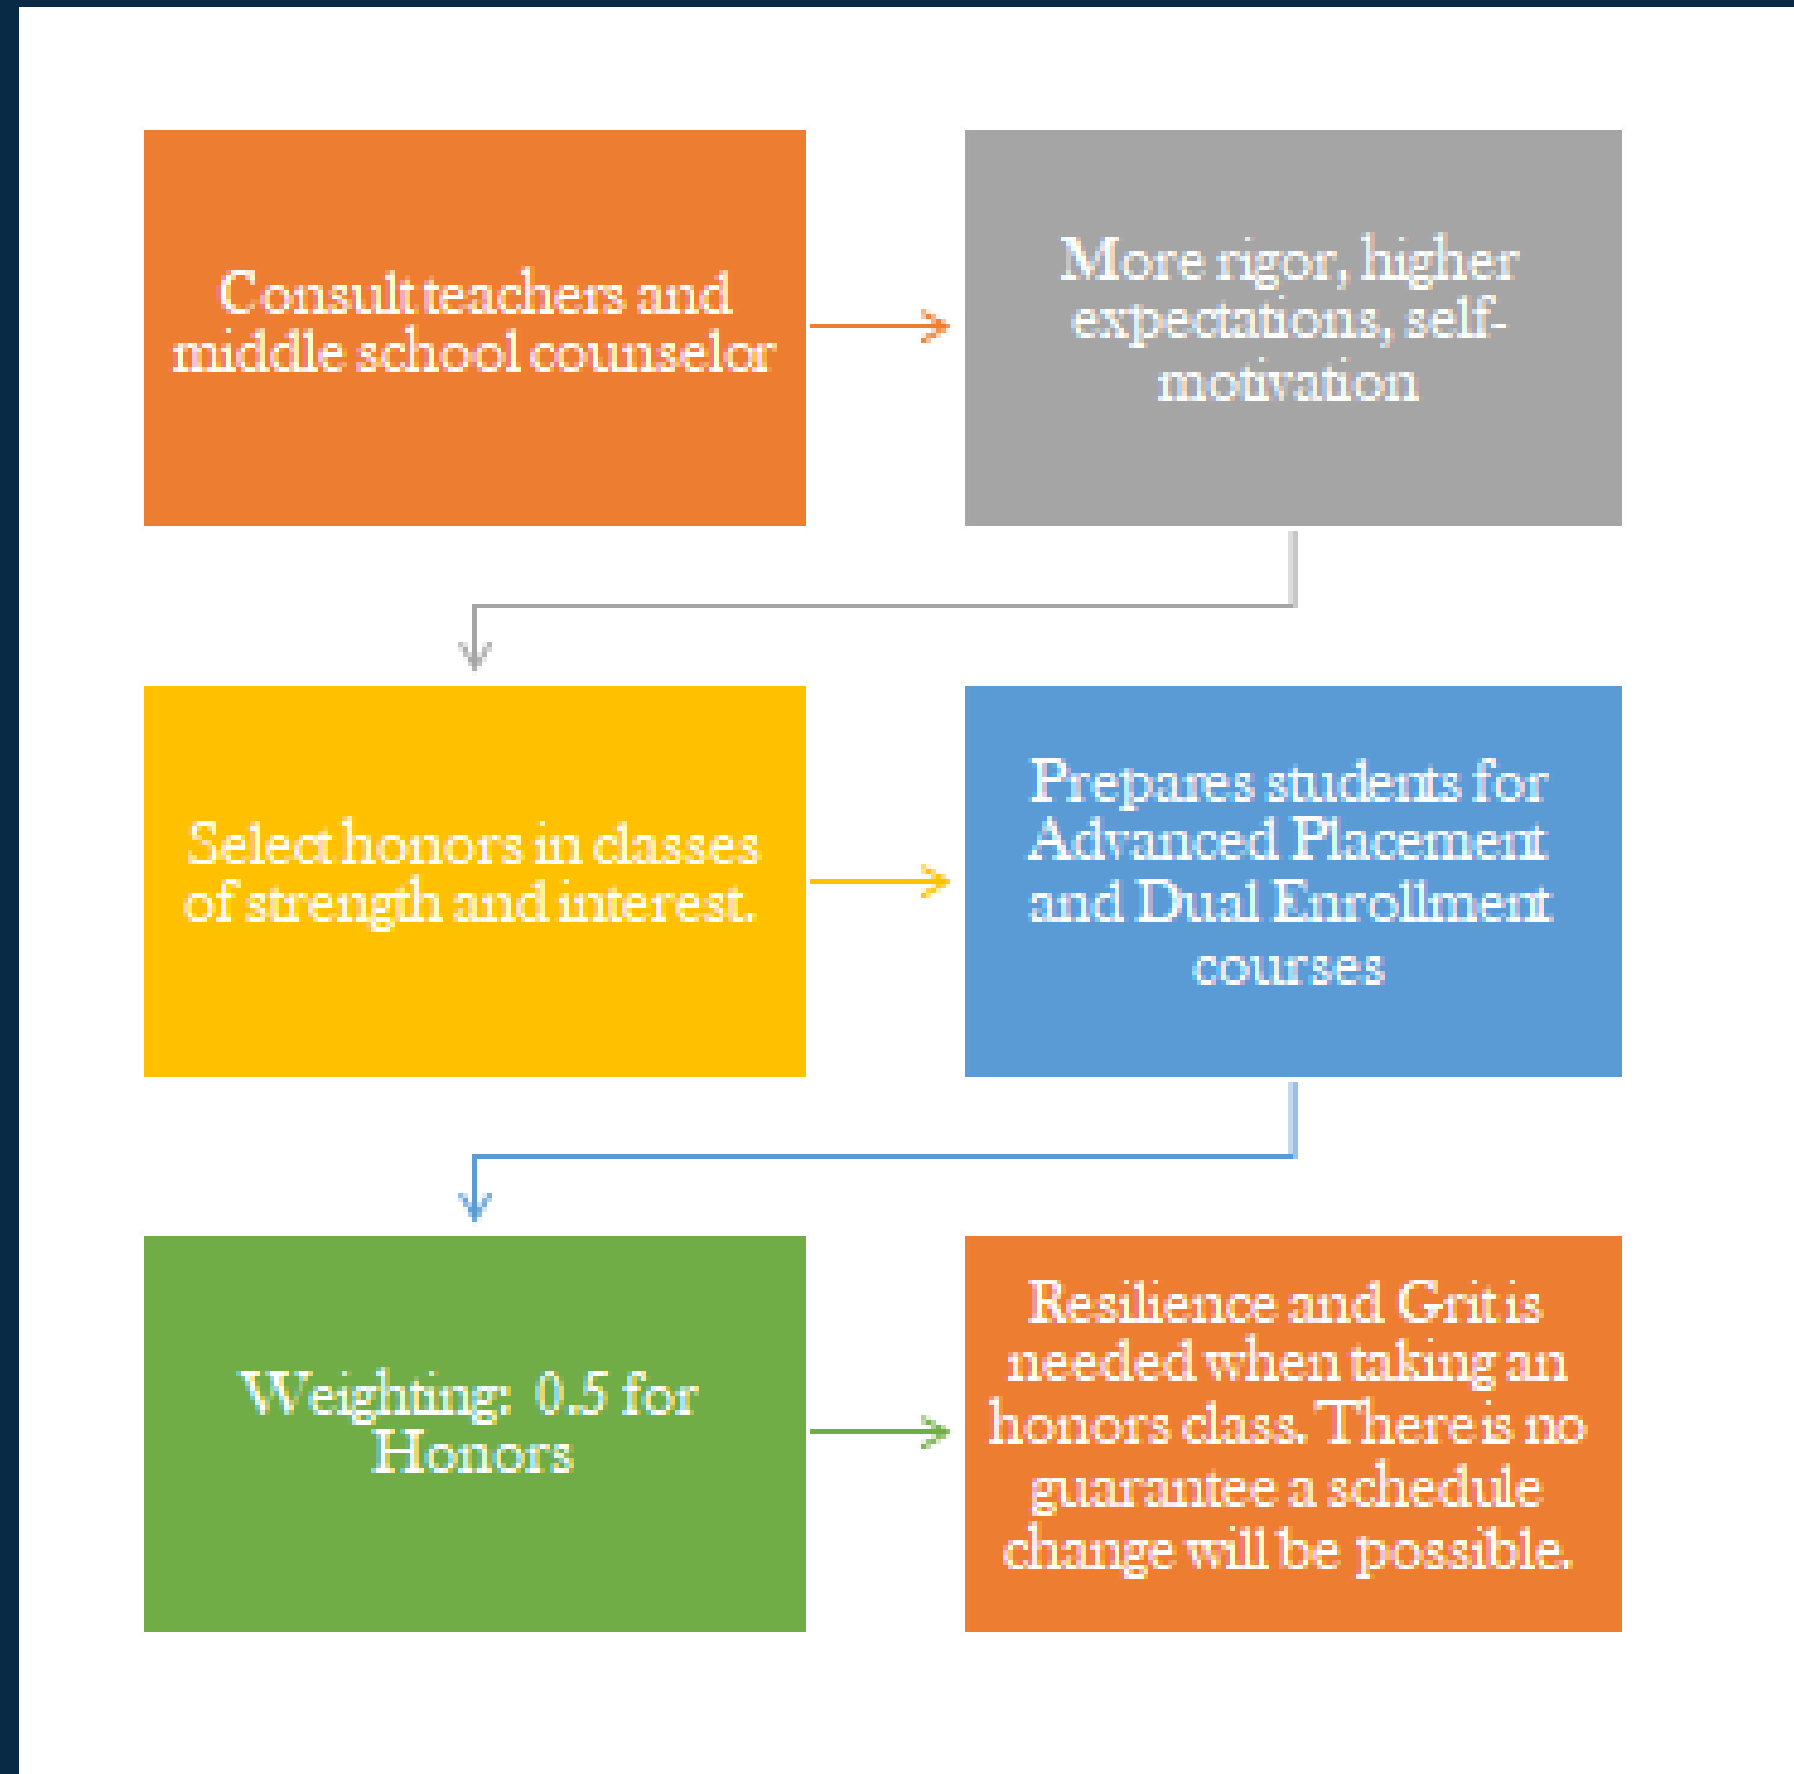 Consult teachers and
middle school counselor
More rigor, higher
expectations, self-
motivation
Select honors in classes
of strength and interest.
Prepares students for
Advanced Placement
and Dual Enrollment
courses
Weighting: 0.5 for
Honors
Resilience and Grit is
needed when taking an
honors class. There is no
guarantee a schedule
change will be possible.